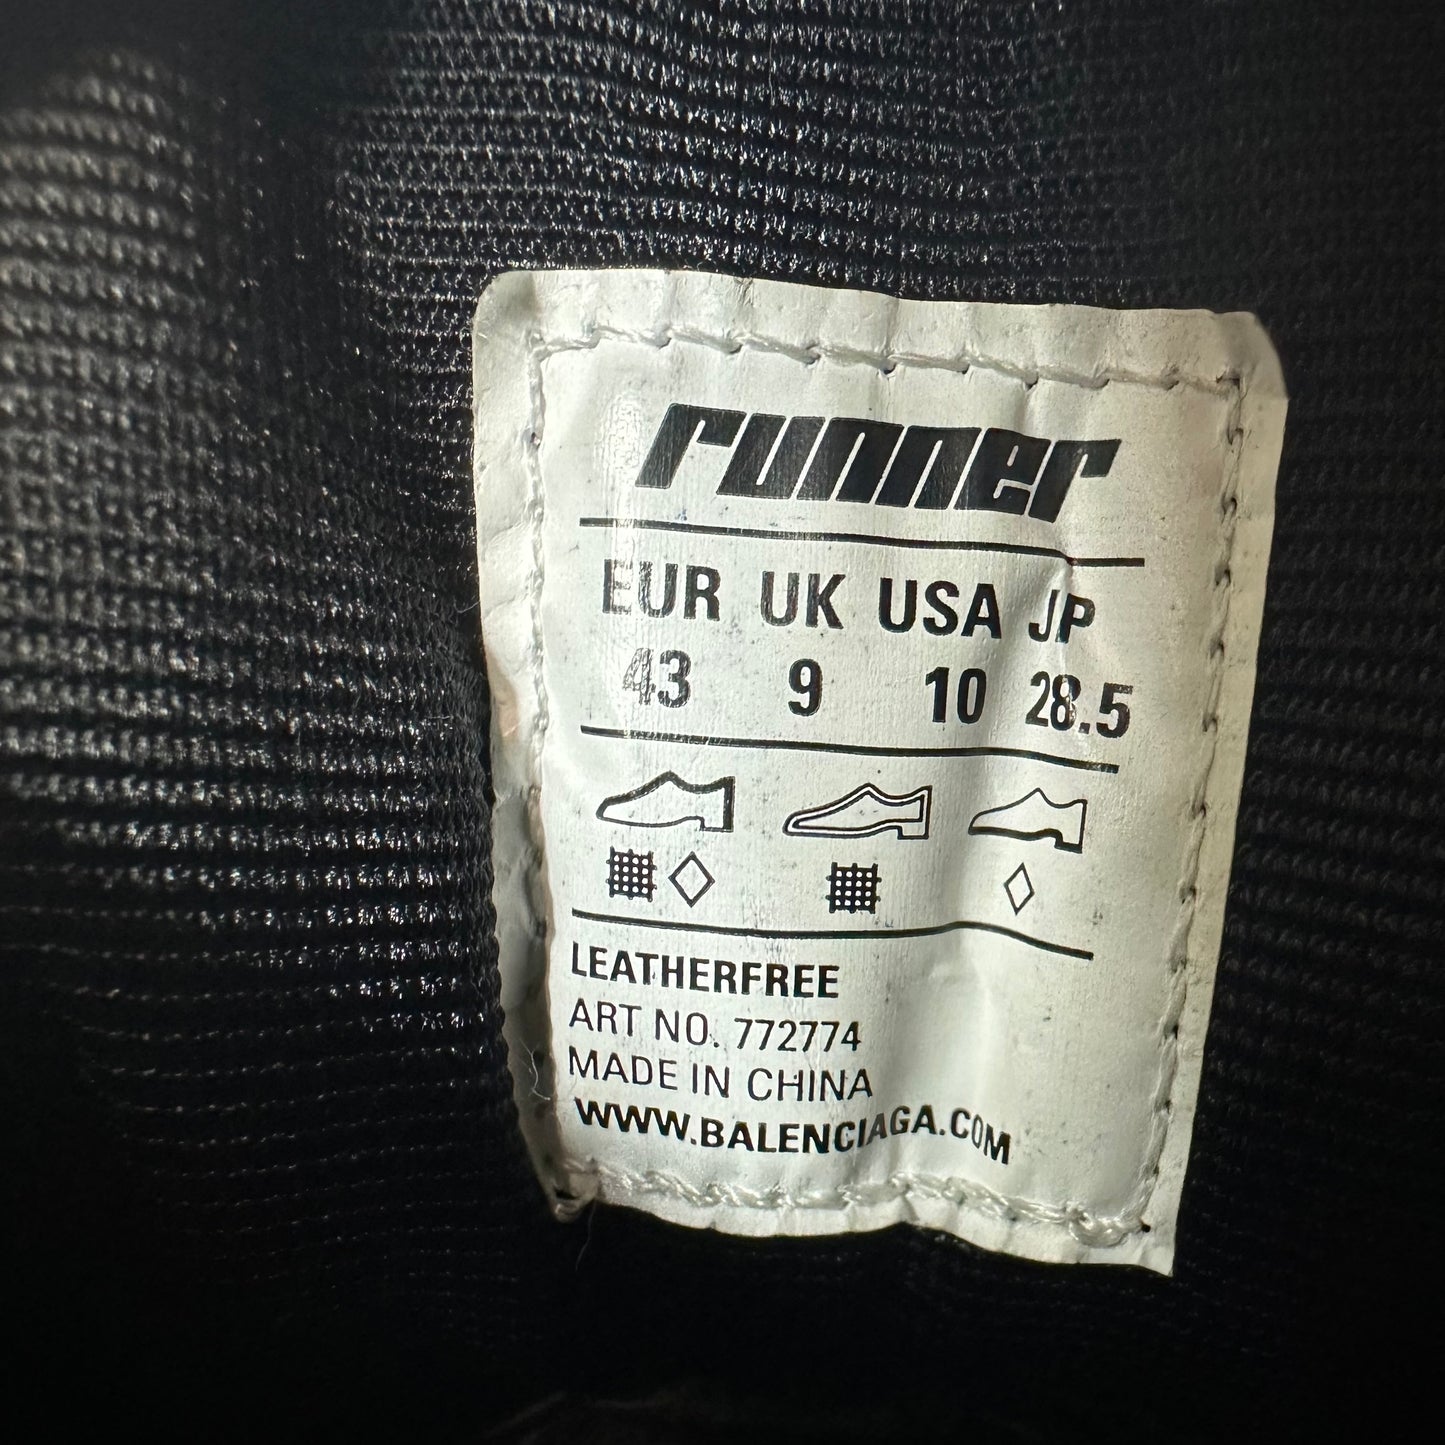 runner
EUR UK USA JP
43 9 10 28.5
LEATHERFREE
ART NO. 772774
MADE IN CHINA
WWW.BALENCIAGA.COM